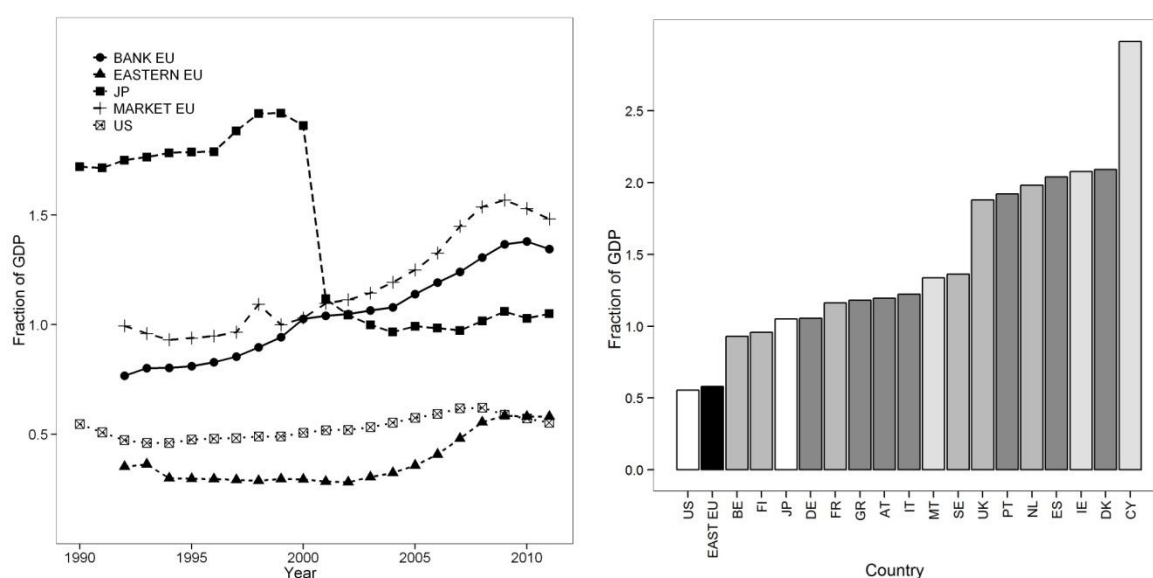 BANK EU
EASTERN EU
JP
MARKET EU
US
Fraction of GDP
1.5
1.0
0.5
1990 1995 2000 2005 2010
Year
Fraction of GDP
2.5
2.0
1.5
1.0
0.5
0.0
US EAST EU BE FI JP DE FR GR AT IT MT SE UK PT NL ES IE DK CY
Country